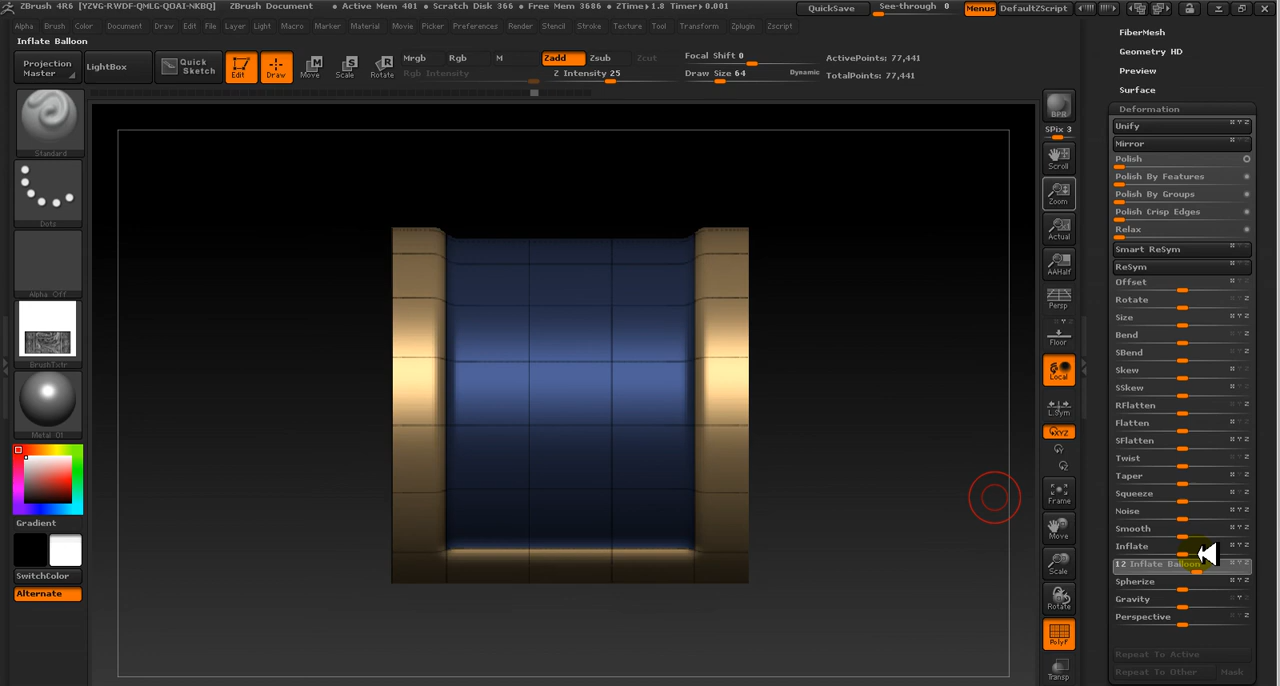 ZBrush 4R6 [YZVG-RWDF-QMLG-QOAI-NKBQ] ZBrush Document • Active Mem 401 • Scratch Disk 366 • Free Mem 3686 • ZTime▸1.8 Timer▸0.001 QuickSave See-through 0 Menus DefaultZScript
Alpha Brush Color Document Draw Edit File Layer Light Macro Marker Material Movie Picker Preferences Render Stencil Stroke Texture Tool Transform Zplugin Zscript
Inflate Balloon
Projection Master
LightBox
Quick Sketch
Edit
Draw
Move
Scale
Rotate
Mrgb Rgb M
Rgb Intensity
Zadd Zsub Zcut
Z Intensity 25
Focal Shift 0
Draw Size 64 Dynamic
ActivePoints: 77,441
TotalPoints: 77,441
Standard
Dots
Alpha Off
BrushTxtr
Metal 01
Gradient
SwitchColor
Alternate
BPR
SPix 3
Scroll
Zoom
Actual
AAHalf
Persp
Floor
Local
L.Sym
XYZ
Frame
Move
Scale
Rotate
PolyF
Transp
FiberMesh
Geometry HD
Preview
Surface
Deformation
Unify
Mirror
Polish
Polish By Features
Polish By Groups
Polish Crisp Edges
Relax
Smart ReSym
ReSym
Offset
Rotate
Size
Bend
SBend
Skew
SSkew
RFlatten
Flatten
SFlatten
Twist
Taper
Squeeze
Noise
Smooth
Inflate
12 Inflate Balloon
Spherize
Gravity
Perspective
Repeat To Active
Repeat To Other Mask